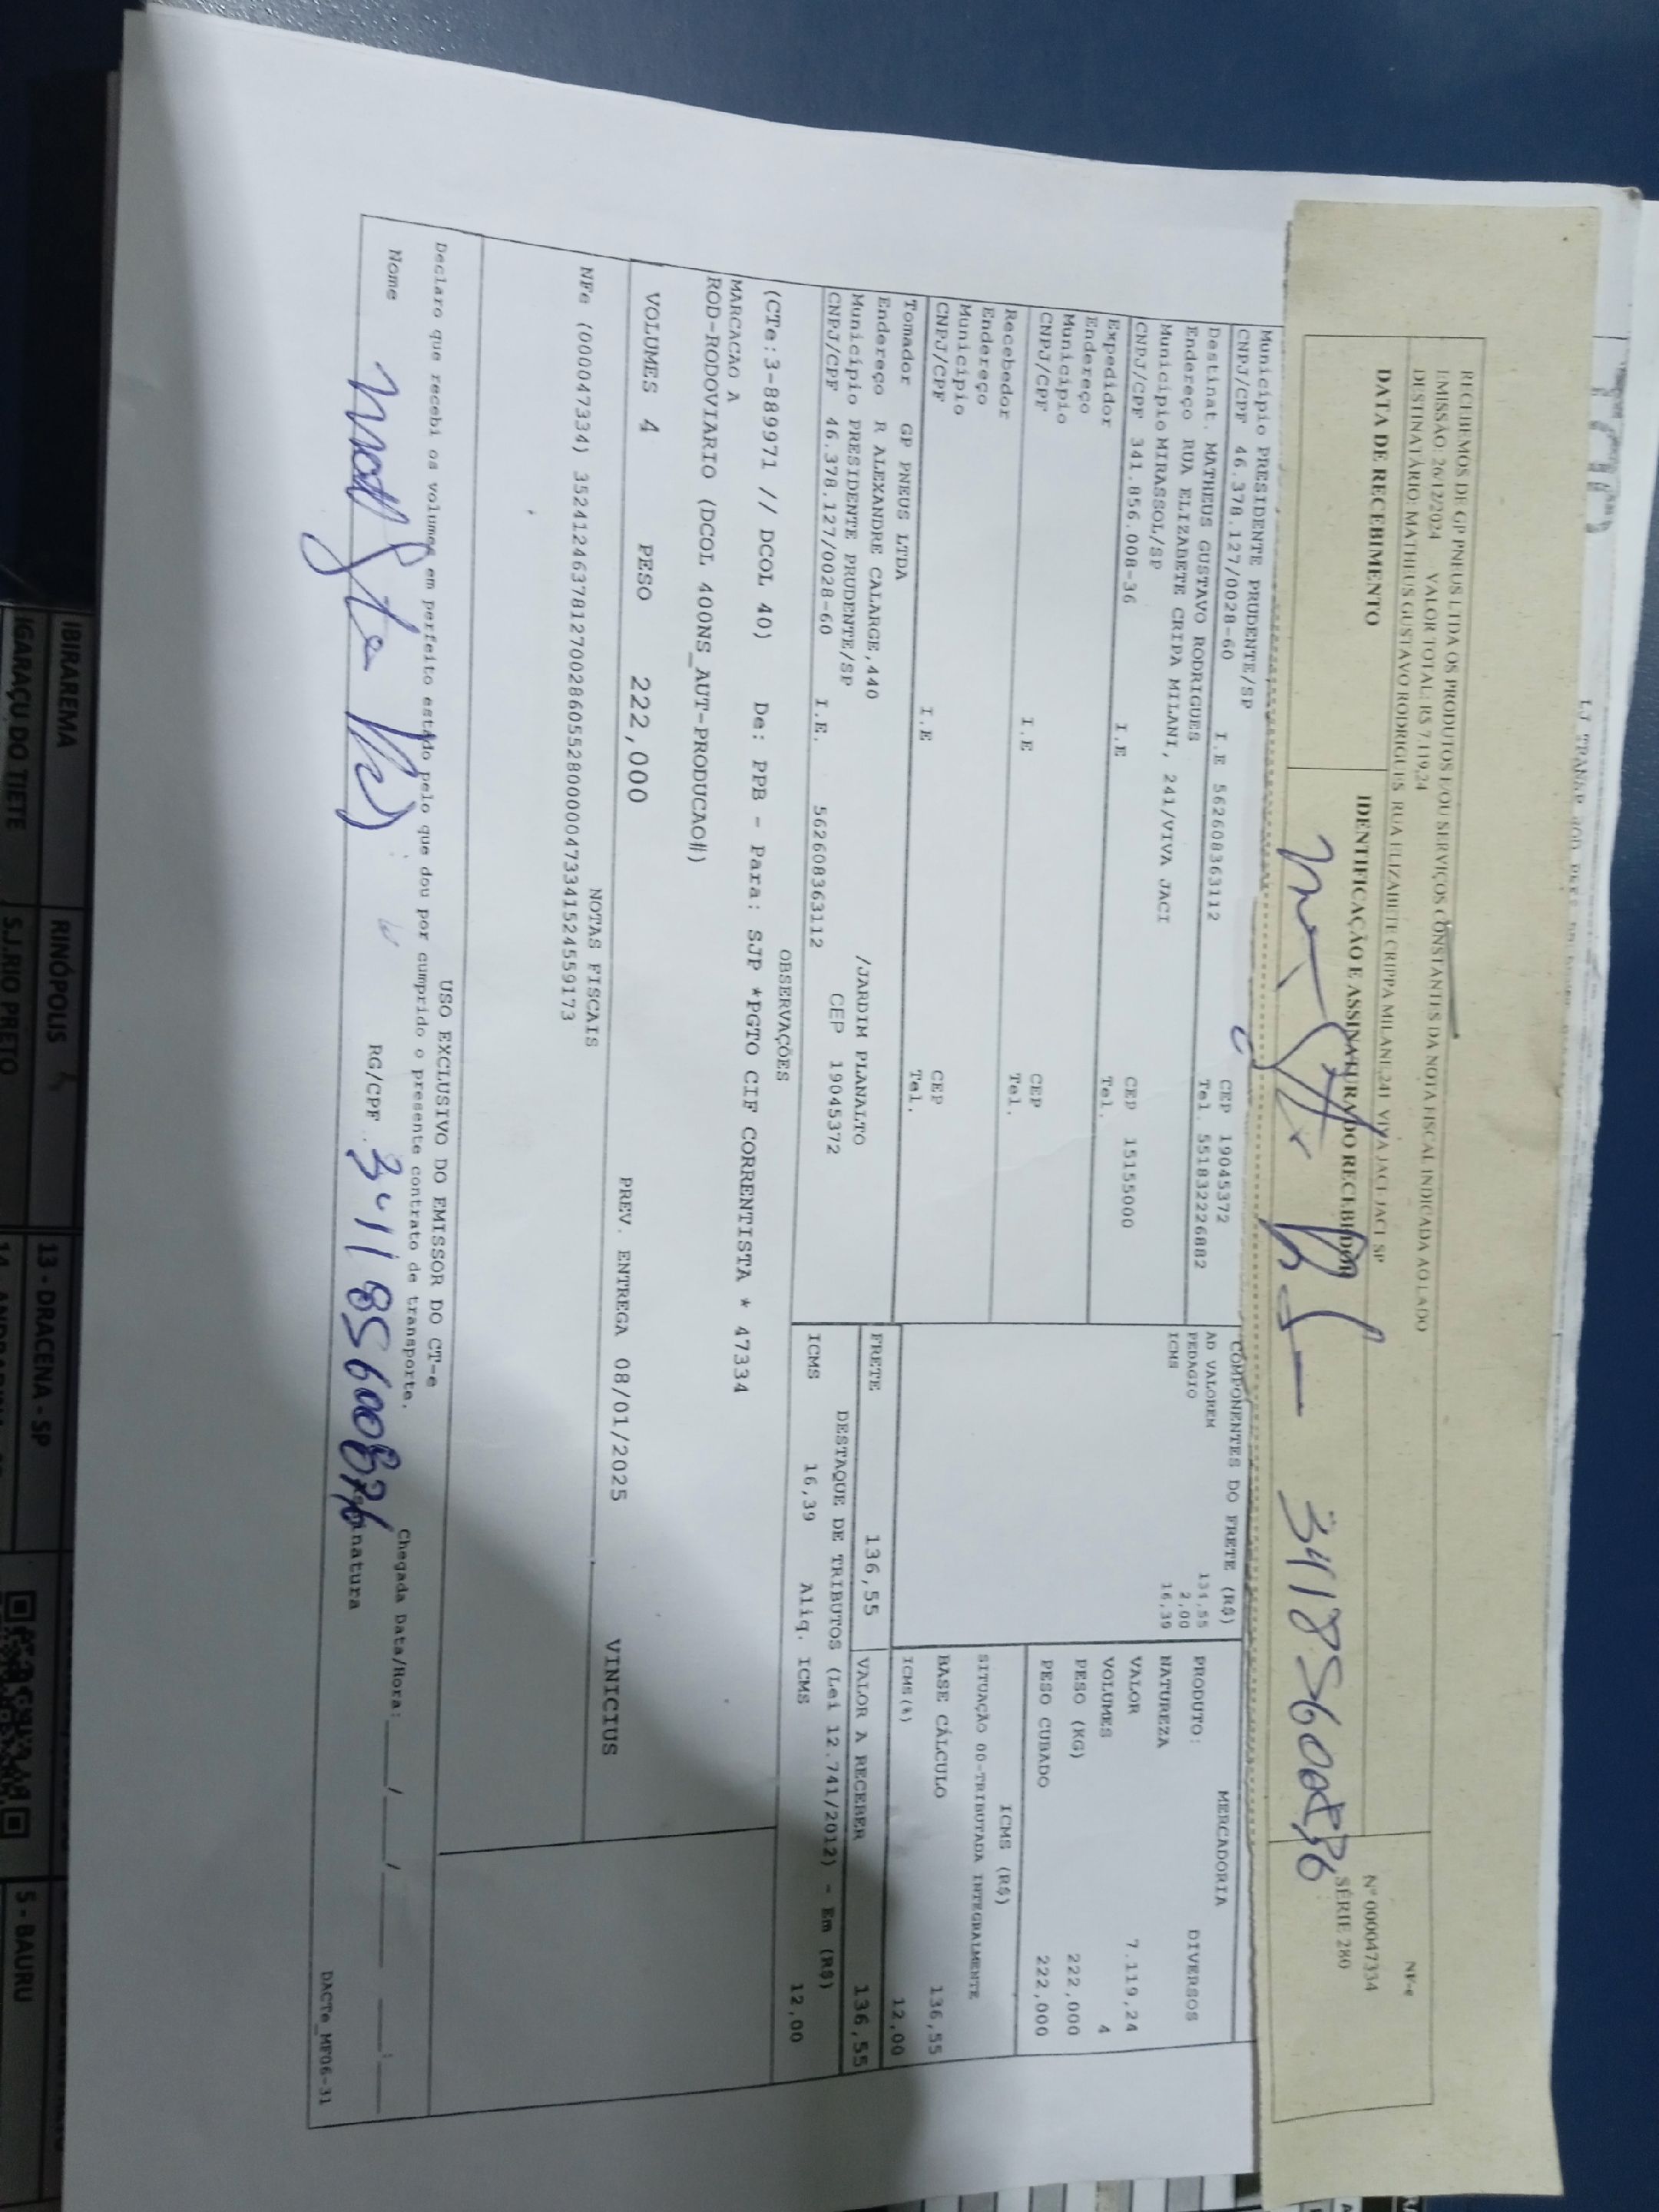 RECEBEMOS DE GP PNEUS LTDA OS PRODUTOS E/OU SERVIÇOS CONSTANTES DA NOTA FISCAL INDICADA AO LADO
EMISSÃO: 26/12/2024 VALOR TOTAL: R$ 7.119,24
DESTINATÁRIO: MATHEUS GUSTAVO RODRIGUES RUA ELIZABETE CRIPPA MILANI, 241 VIVA JACI JACI SP
NF-e
Nº 000047334
SÉRIE 280
DATA DE RECEBIMENTO
IDENTIFICAÇÃO E ASSINATURA DO RECEBEDOR
34185600836
Município PRESIDENTE PRUDENTE/SP CEP 19045372
CNPJ/CPF 46.378.127/0028-60 I.E 562608363112 Tel. 551832226882
Destinat. MATHEUS GUSTAVO RODRIGUES
Endereço RUA ELIZABETE CRIPA MILANI, 241/VIVA JACI
Município MIRASSOL/SP CEP 15155000
CNPJ/CPF 341.856.008-36 I.E Tel.
Expedidor
Endereço
Município CEP
CNPJ/CPF I.E Tel.
Recebedor
Endereço
Município CEP
CNPJ/CPF I.E Tel.
Tomador GP PNEUS LTDA
Endereço R ALEXANDRE CALARGE,440 /JARDIM PLANALTO
Município PRESIDENTE PRUDENTE/SP CEP 19045372
CNPJ/CPF 46.378.127/0028-60 I.E. 562608363112
COMPONENTES DO FRETE (R$)
AD VALOREM 134,55
PEDAGIO 2,00
ICMS 16,39
MERCADORIA
PRODUTO: DIVERSOS
NATUREZA
VALOR 7.119,24
VOLUMES 4
PESO (KG) 222,000
PESO CUBADO 222,000
ICMS (R$)
SITUAÇÃO 00-TRIBUTADA INTEGRALMENTE
BASE CÁLCULO 136,55
ICMS(%) 12,00
FRETE 136,55 VALOR A RECEBER 136,55
DESTAQUE DE TRIBUTOS (Lei 12.741/2012) - Em (R$)
ICMS 16,39 Aliq. ICMS 12,00
OBSERVAÇÕES
(CTe:3-889971 // DCOL 40) De: PPB - Para: SJP *PGTO CIF CORRENTISTA * 47334
MARCACAO A
ROD-RODOVIARIO (DCOL 400NS_AUT-PRODUCAO#)
VOLUMES 4 PESO 222,000 PREV. ENTREGA 08/01/2025 VINICIUS
NOTAS FISCAIS
NFe (000047334) 35241246378127002860552800000473341524559173
USO EXCLUSIVO DO EMISSOR DO CT-e
Declaro que recebi os volumes em perfeito estado pelo que dou por cumprido o presente contrato de transporte.
Chegada Data/Hora:
Nome RG/CPF 34185600836 Assinatura
DACTe_MF06-31
IBIRAREMA
RINÓPOLIS
13 - DRACENA - SP
IGARAÇU DO TIETE
S.J.RIO PRETO
5 - BAURU